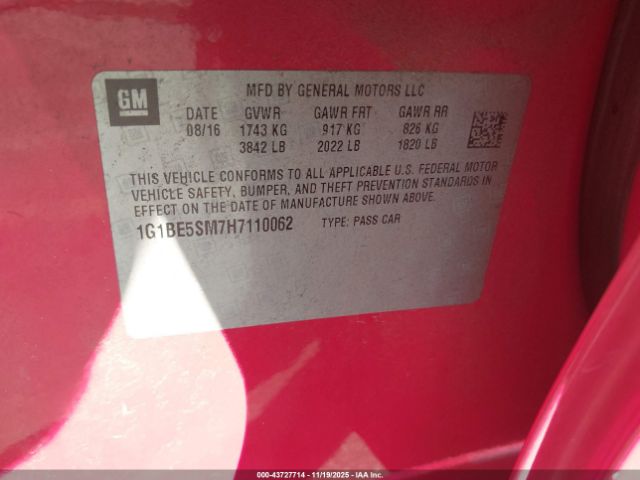 GM
MFD BY GENERAL MOTORS LLC
DATE GVWR GAWR FRT GAWR RR
08/16 1743 KG 917 KG 826 KG
3842 LB 2022 LB 1820 LB
THIS VEHICLE CONFORMS TO ALL APPLICABLE U.S. FEDERAL MOTOR
VEHICLE SAFETY, BUMPER, AND THEFT PREVENTION STANDARDS IN
EFFECT ON THE DATE OF MANUFACTURE SHOWN ABOVE.
1G1BE5SM7H7110062 TYPE: PASS CAR
000-43727714 - 11/19/2025 - IAAI.COM